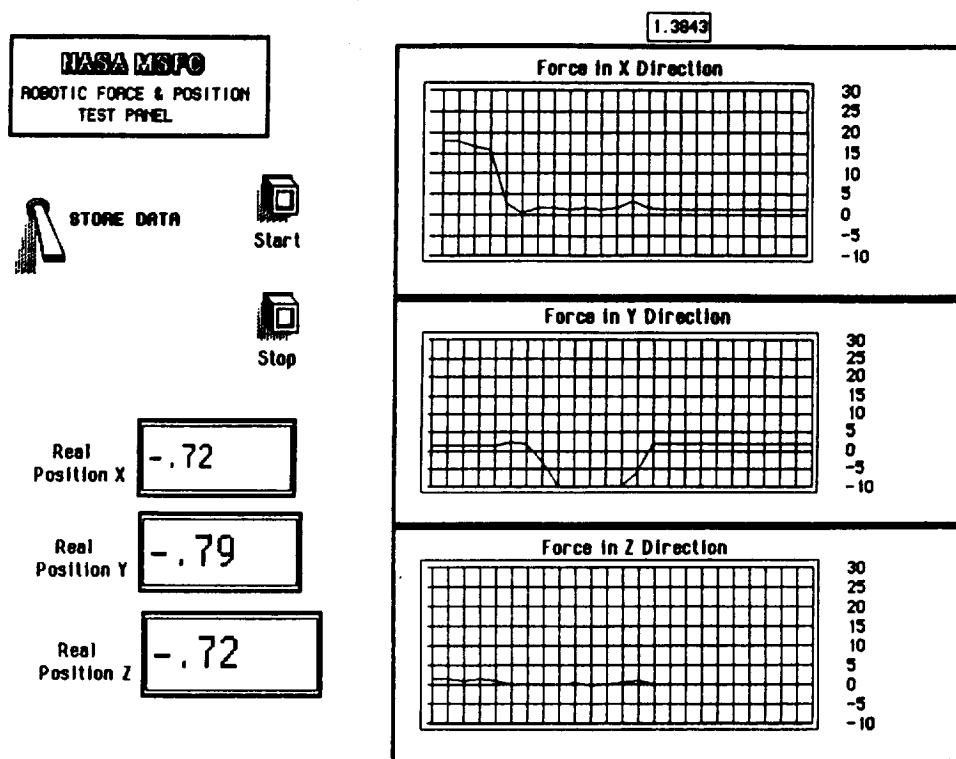 NASA MSFC
ROBOTIC FORCE & POSITION
TEST PANEL
STORE DATA
Start
Stop
Real
Position X
-.72
Real
Position Y
-.79
Real
Position Z
-.72
1.3843
Force in X Direction
30
25
20
15
10
5
0
-5
-10
Force in Y Direction
30
25
20
15
10
5
0
-5
-10
Force in Z Direction
30
25
20
15
10
5
0
-5
-10